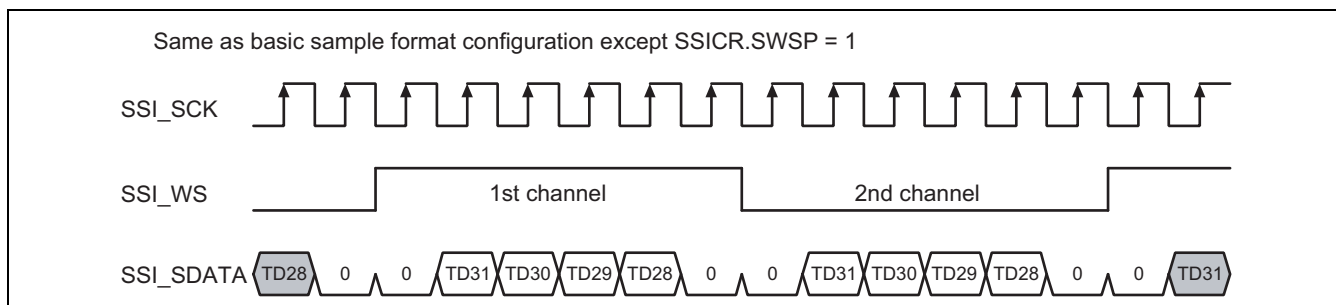 Same as basic sample format configuration except SSICR.SWSP = 1
SSI_SCK
SSI_WS 1st channel 2nd channel
SSI_SDATA TD28 0 0 TD31 TD30 TD29 TD28 0 0 TD31 TD30 TD29 TD28 0 0 TD31